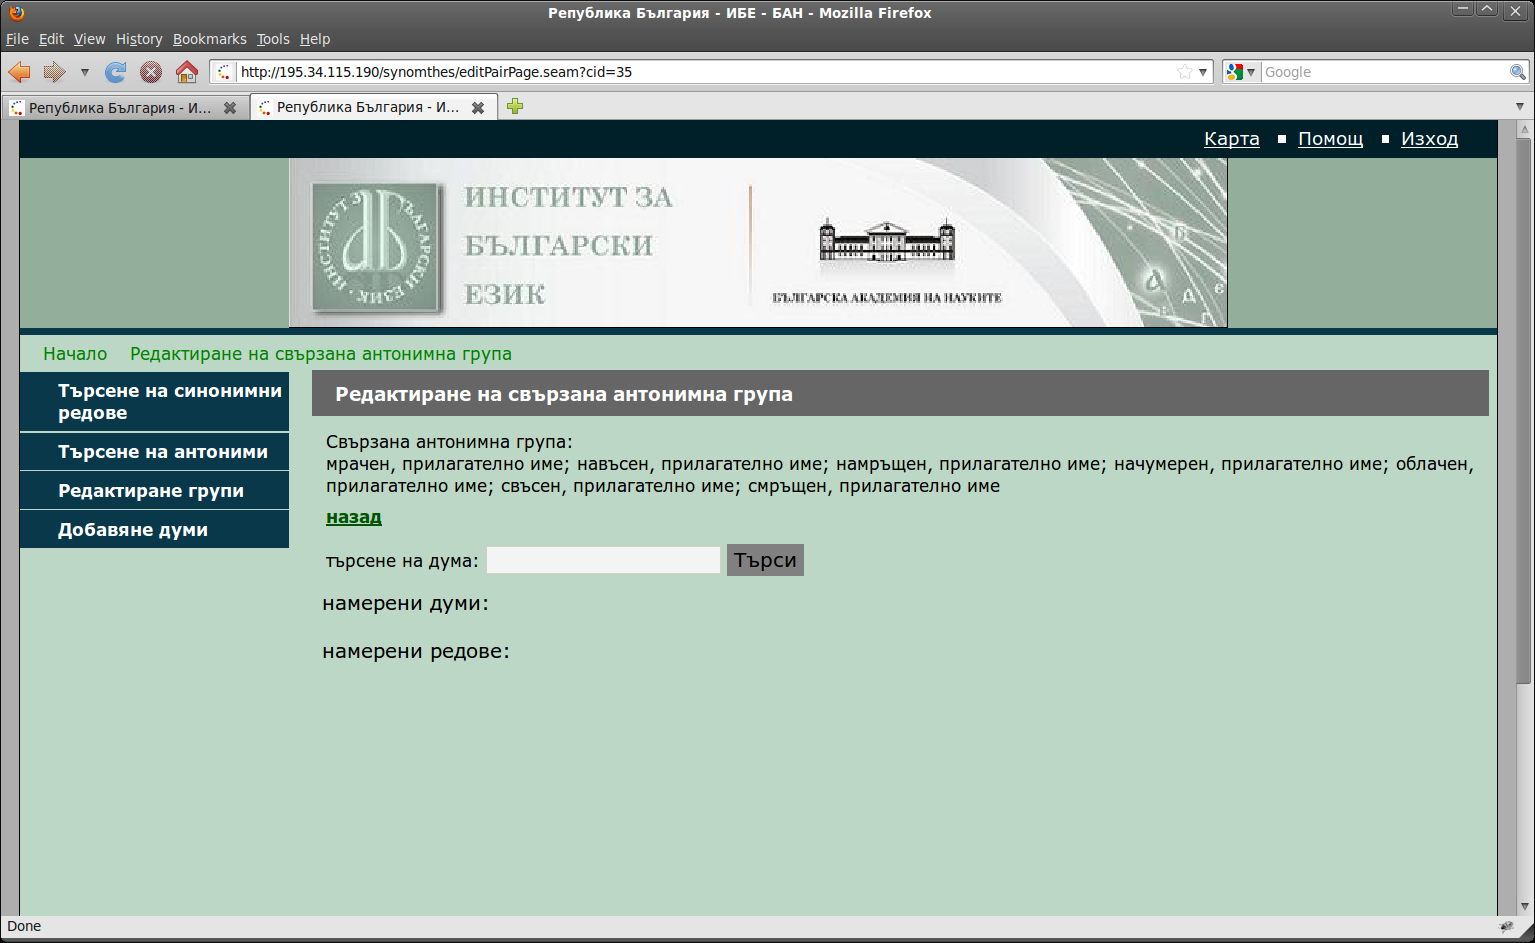 Република България - ИБЕ - БАН - Mozilla Firefox
File Edit View History Bookmarks Tools Help
http://195.34.115.190/synomthes/editPairPage.seam?cid=35
Google
Република България - И...
Република България - И...
Карта
Помощ
Изход
ИНСТИТУТ ЗА БЪЛГАРСКИ ЕЗИК
ИНСТИТУТ ЗА
БЪЛГАРСКИ
ЕЗИК
БЪЛГАРСКА АКАДЕМИЯ НА НАУКИТЕ
Начало Редактиране на свързана антонимна група
Търсене на синонимни
редове
Търсене на антоними
Редактиране групи
Добавяне думи
Редактиране на свързана антонимна група
Свързана антонимна група:
мрачен, прилагателно име; навъсен, прилагателно име; намръщен, прилагателно име; начумерен, прилагателно име; облачен,
прилагателно име; свъсен, прилагателно име; смръщен, прилагателно име
назад
търсене на дума:
Търси
намерени думи:
намерени редове:
Done